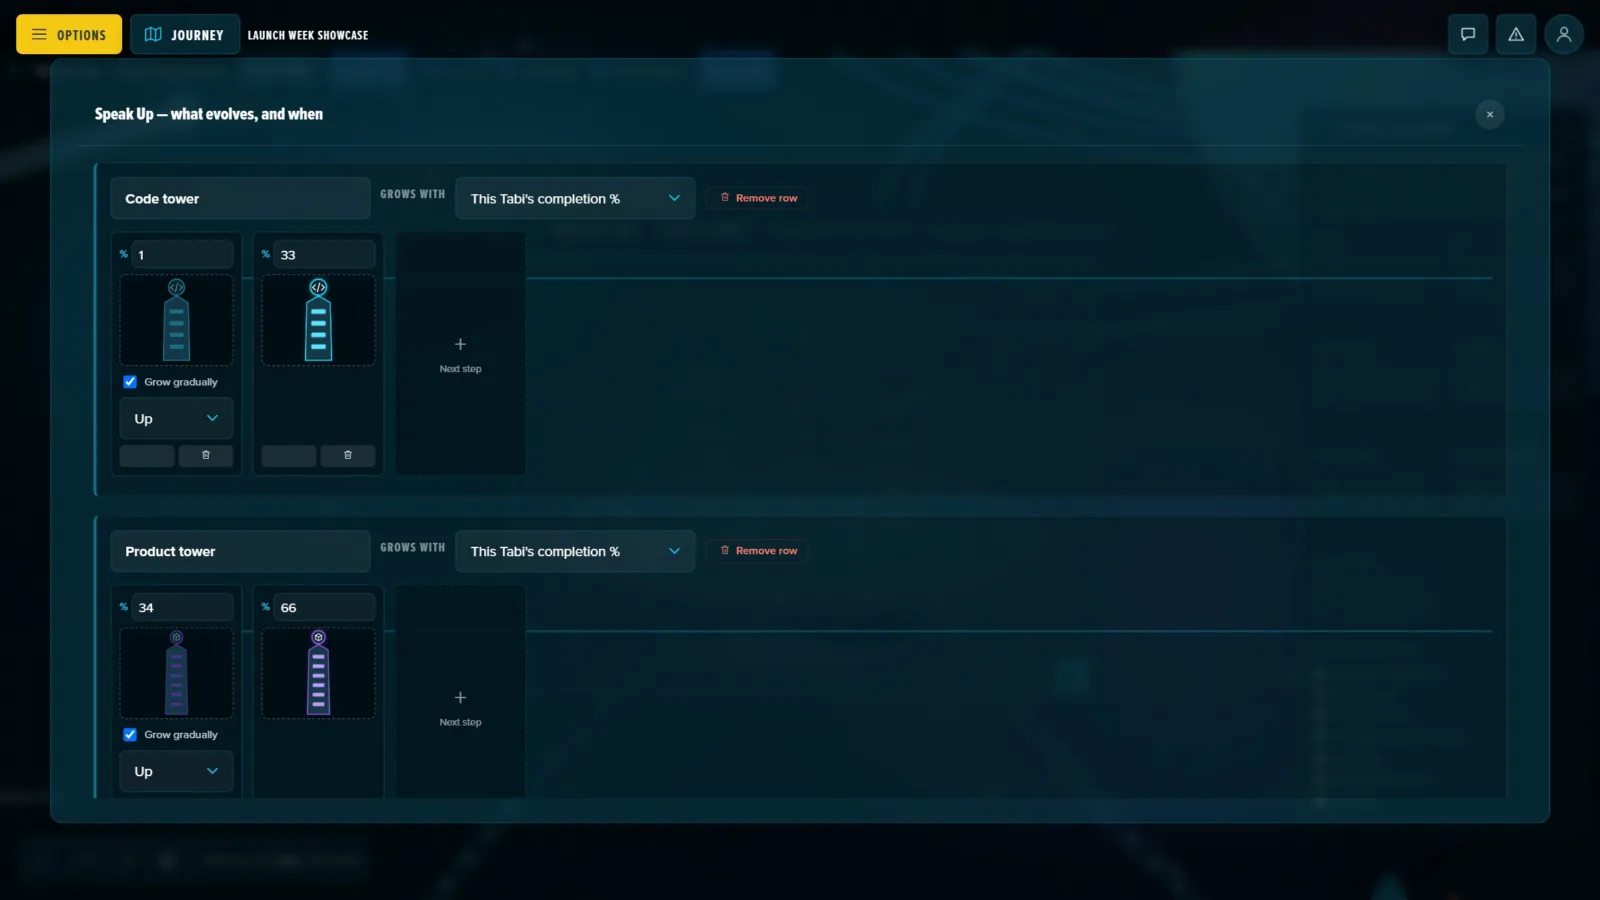 OPTIONS
JOURNEY
LAUNCH WEEK SHOWCASE
Speak Up — what evolves, and when
Code tower
GROWS WITH
This Tabi's completion %
Remove row
% 1
% 33
Grow gradually
Up
+
Next step
Product tower
GROWS WITH
This Tabi's completion %
Remove row
% 34
% 66
Grow gradually
Up
+
Next step